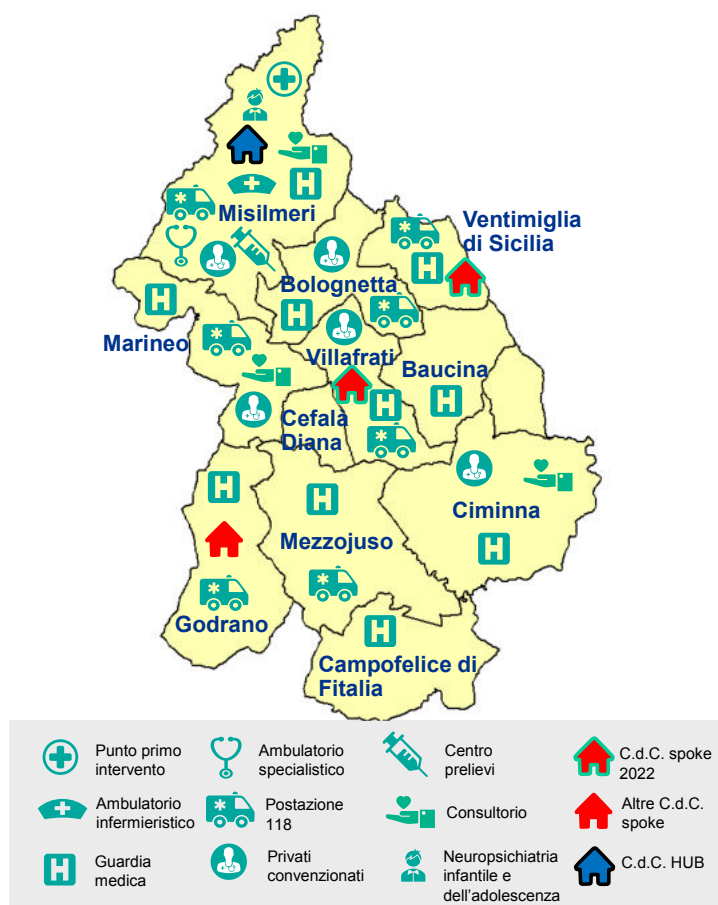 Misilmeri
Ventimiglia
di Sicilia
Bolognetta
Marineo
Villafrati
Baucina
Cefalà
Diana
Ciminna
Mezzojuso
Godrano
Campofelice di
Fitalia
Punto primo
intervento
Ambulatorio
specialistico
Centro
prelievi
C.d.C. spoke
2022
Ambulatorio
infermieristico
Postazione
118
Consultorio
Altre C.d.C.
spoke
Guardia
medica
Privati
convenzionati
Neuropsichiatria
infantile e
dell'adolescenza
C.d.C. HUB